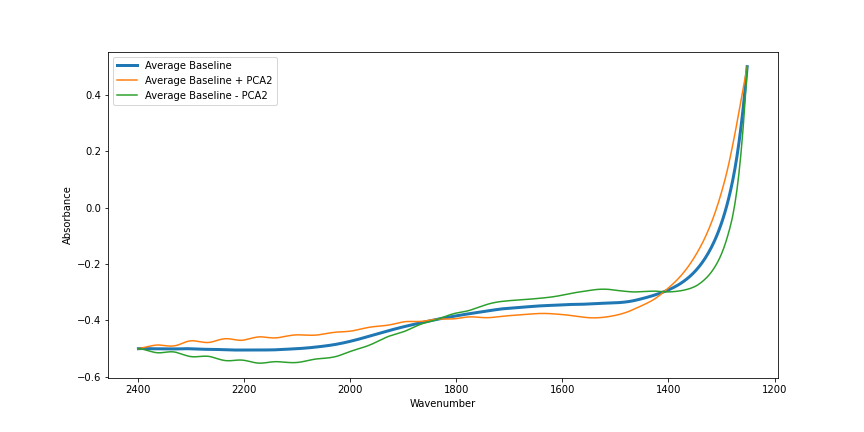 Average Baseline
Average Baseline + PCA2
Average Baseline - PCA2
0.4
0.2
0.0
−0.2
−0.4
−0.6
Absorbance
2400 2200 2000 1800 1600 1400 1200
Wavenumber